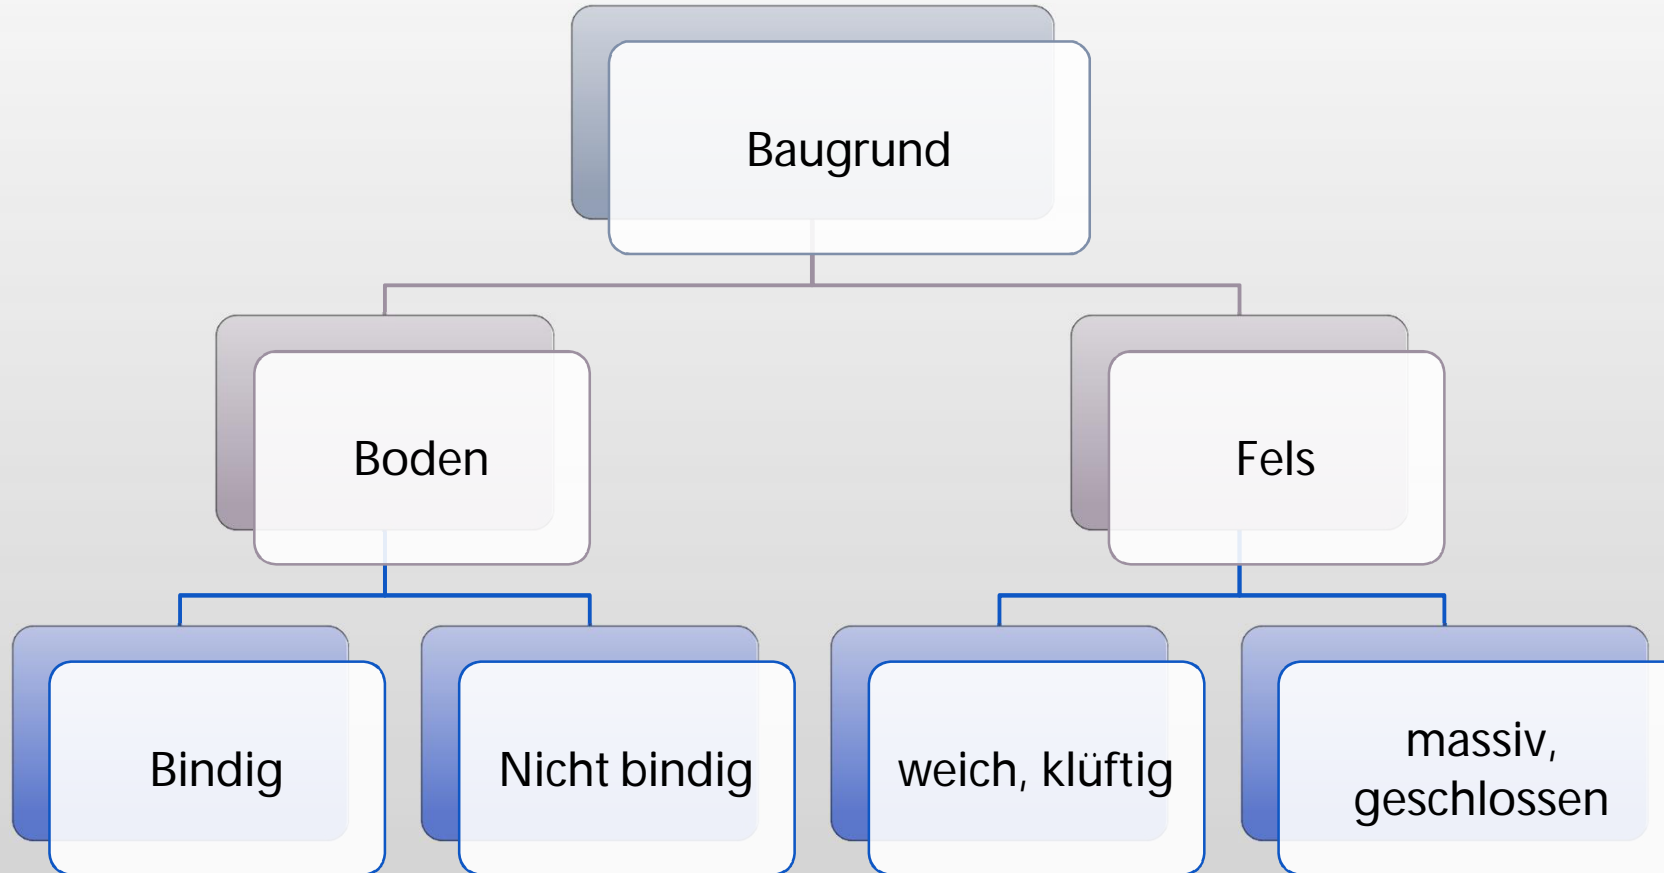 Baugrund
Boden
Fels
Bindig
Nicht bindig
weich, klüftig
massiv,
geschlossen